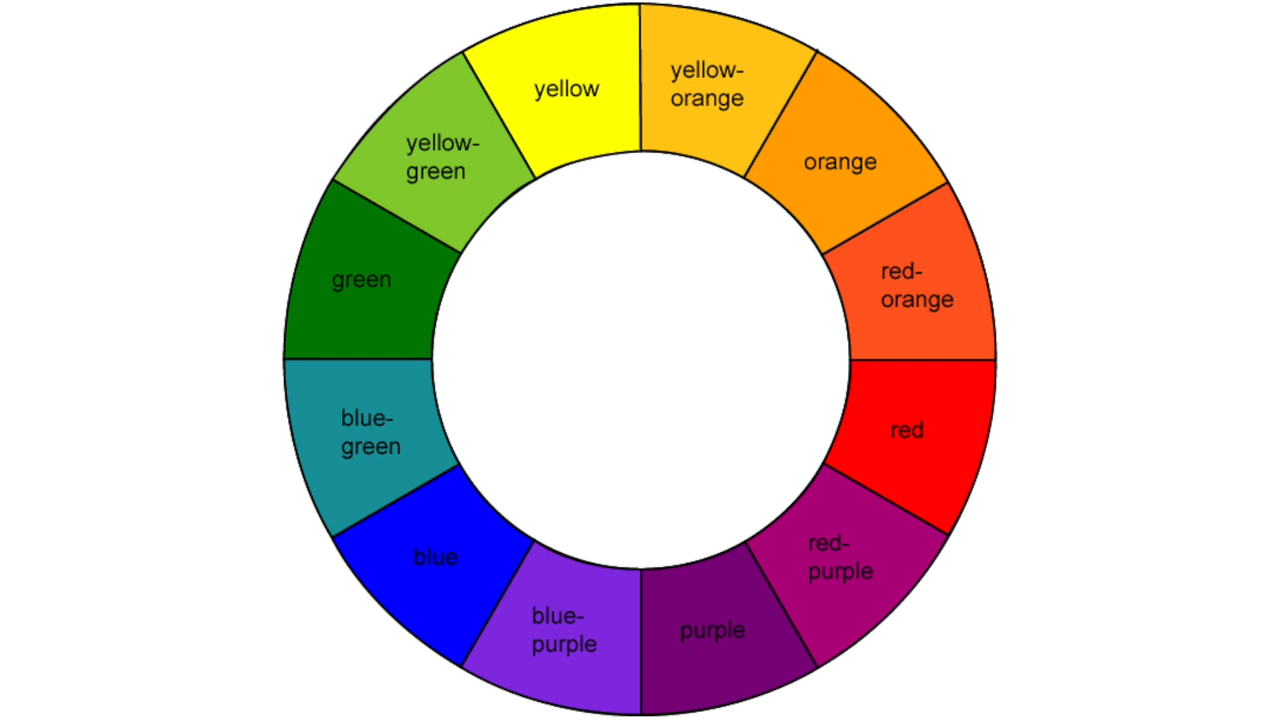 yellow
yellow-
orange
orange
red-
orange
red
red-
purple
purple
blue-
purple
blue
blue-
green
green
yellow-
green